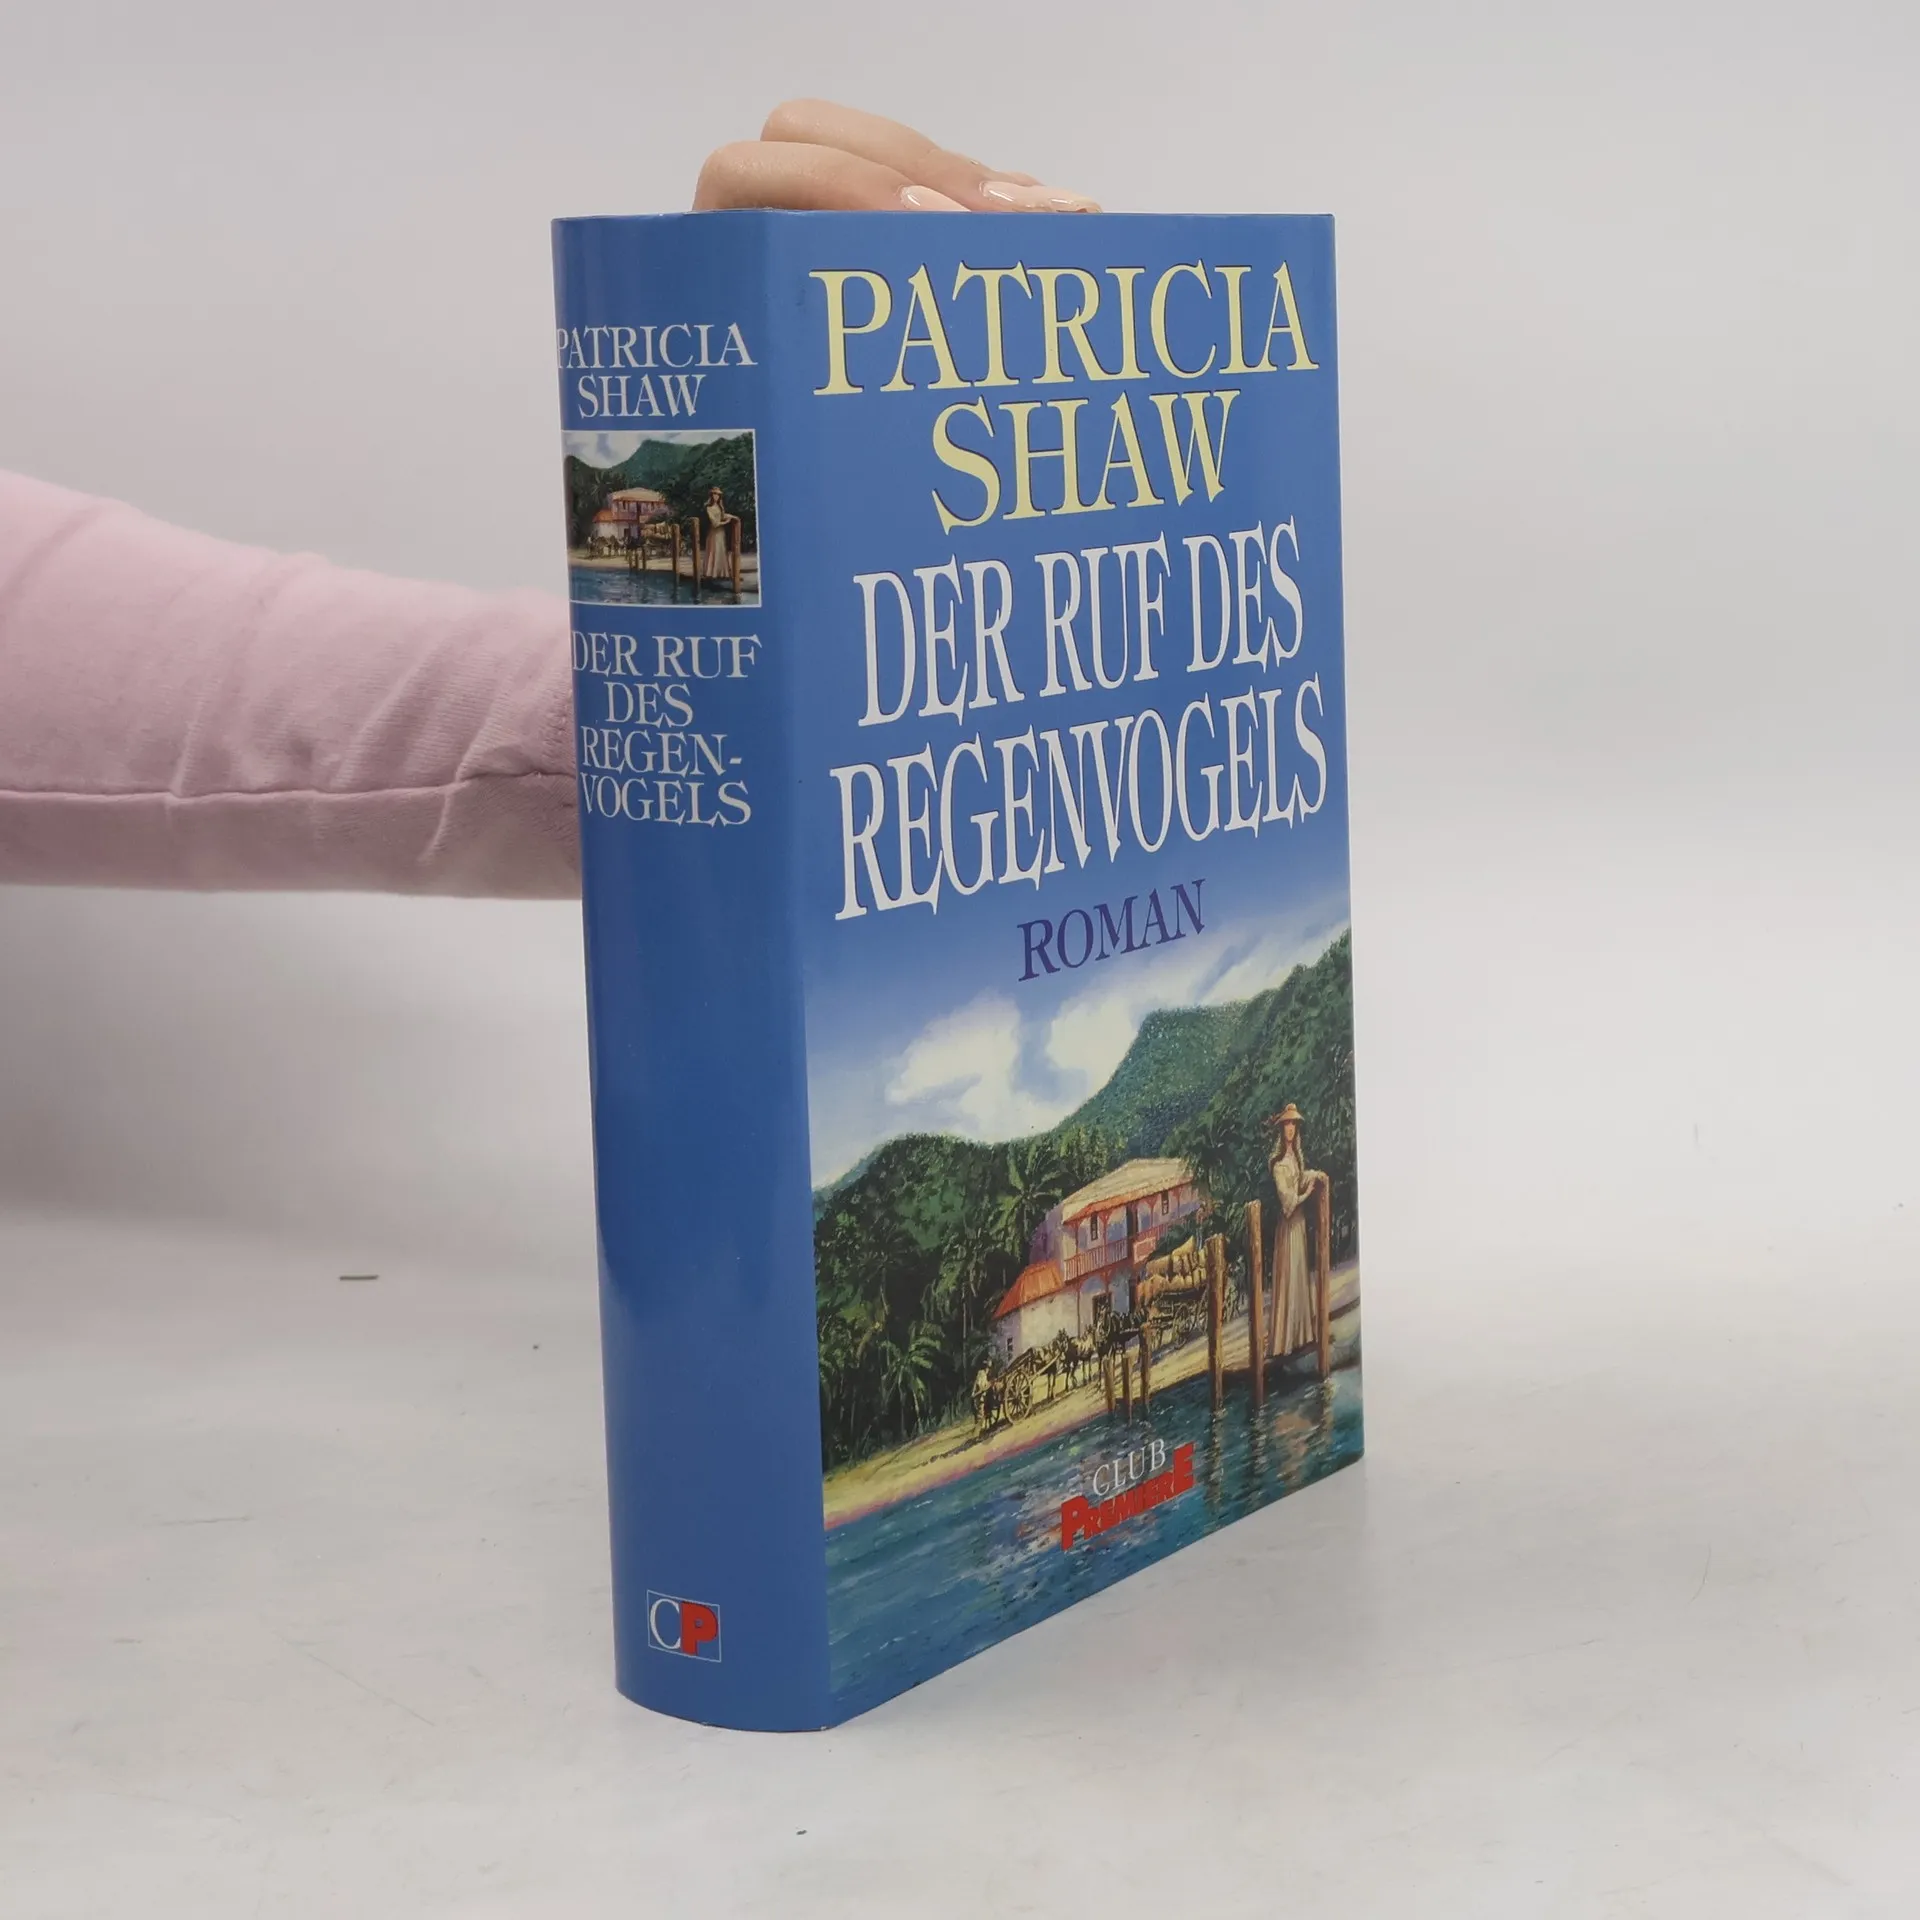 PATRICIA
SHAW
DER RUF
DES
REGEN-
VOGELS
CP
PATRICIA
SHAW
DER RUF DES
REGENVOGELS
ROMAN
CLUB
PREMIERE